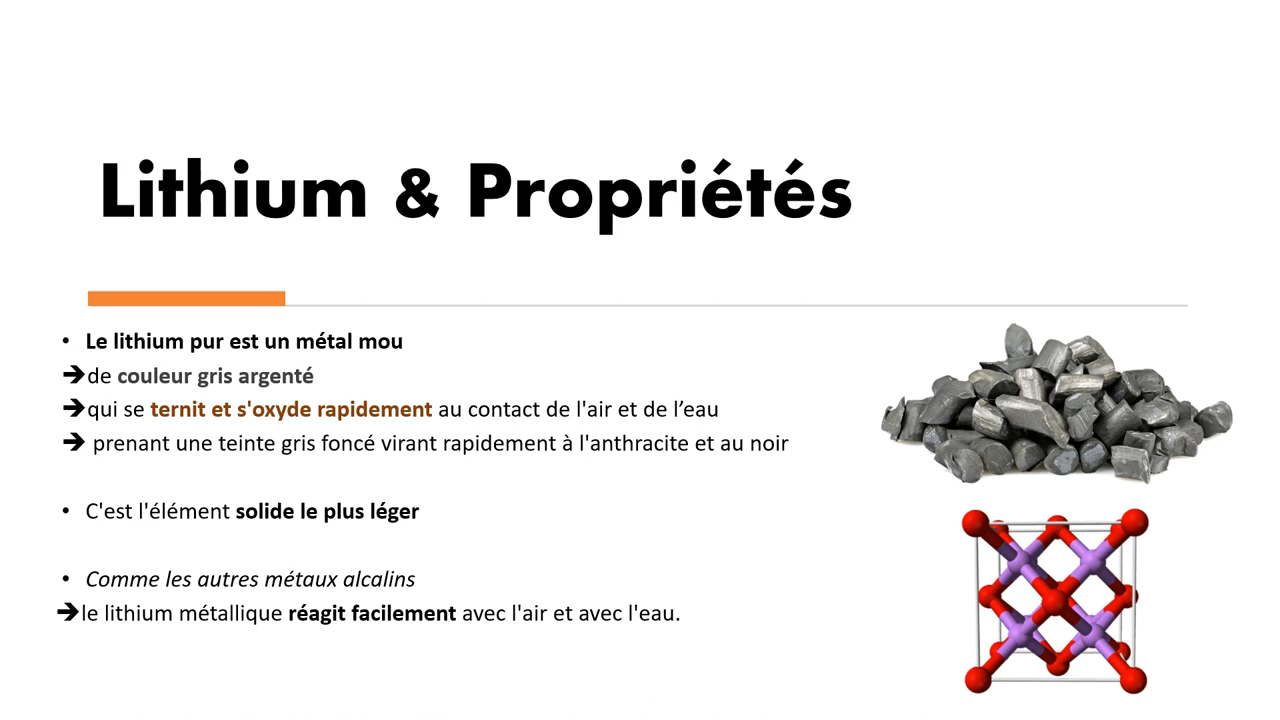 Lithium & Propriétés
• Le lithium pur est un métal mou
➔de couleur gris argenté
➔qui se ternit et s'oxyde rapidement au contact de l'air et de l’eau
➔ prenant une teinte gris foncé virant rapidement à l'anthracite et au noir
• C'est l'élément solide le plus léger
• Comme les autres métaux alcalins
➔le lithium métallique réagit facilement avec l'air et avec l'eau.